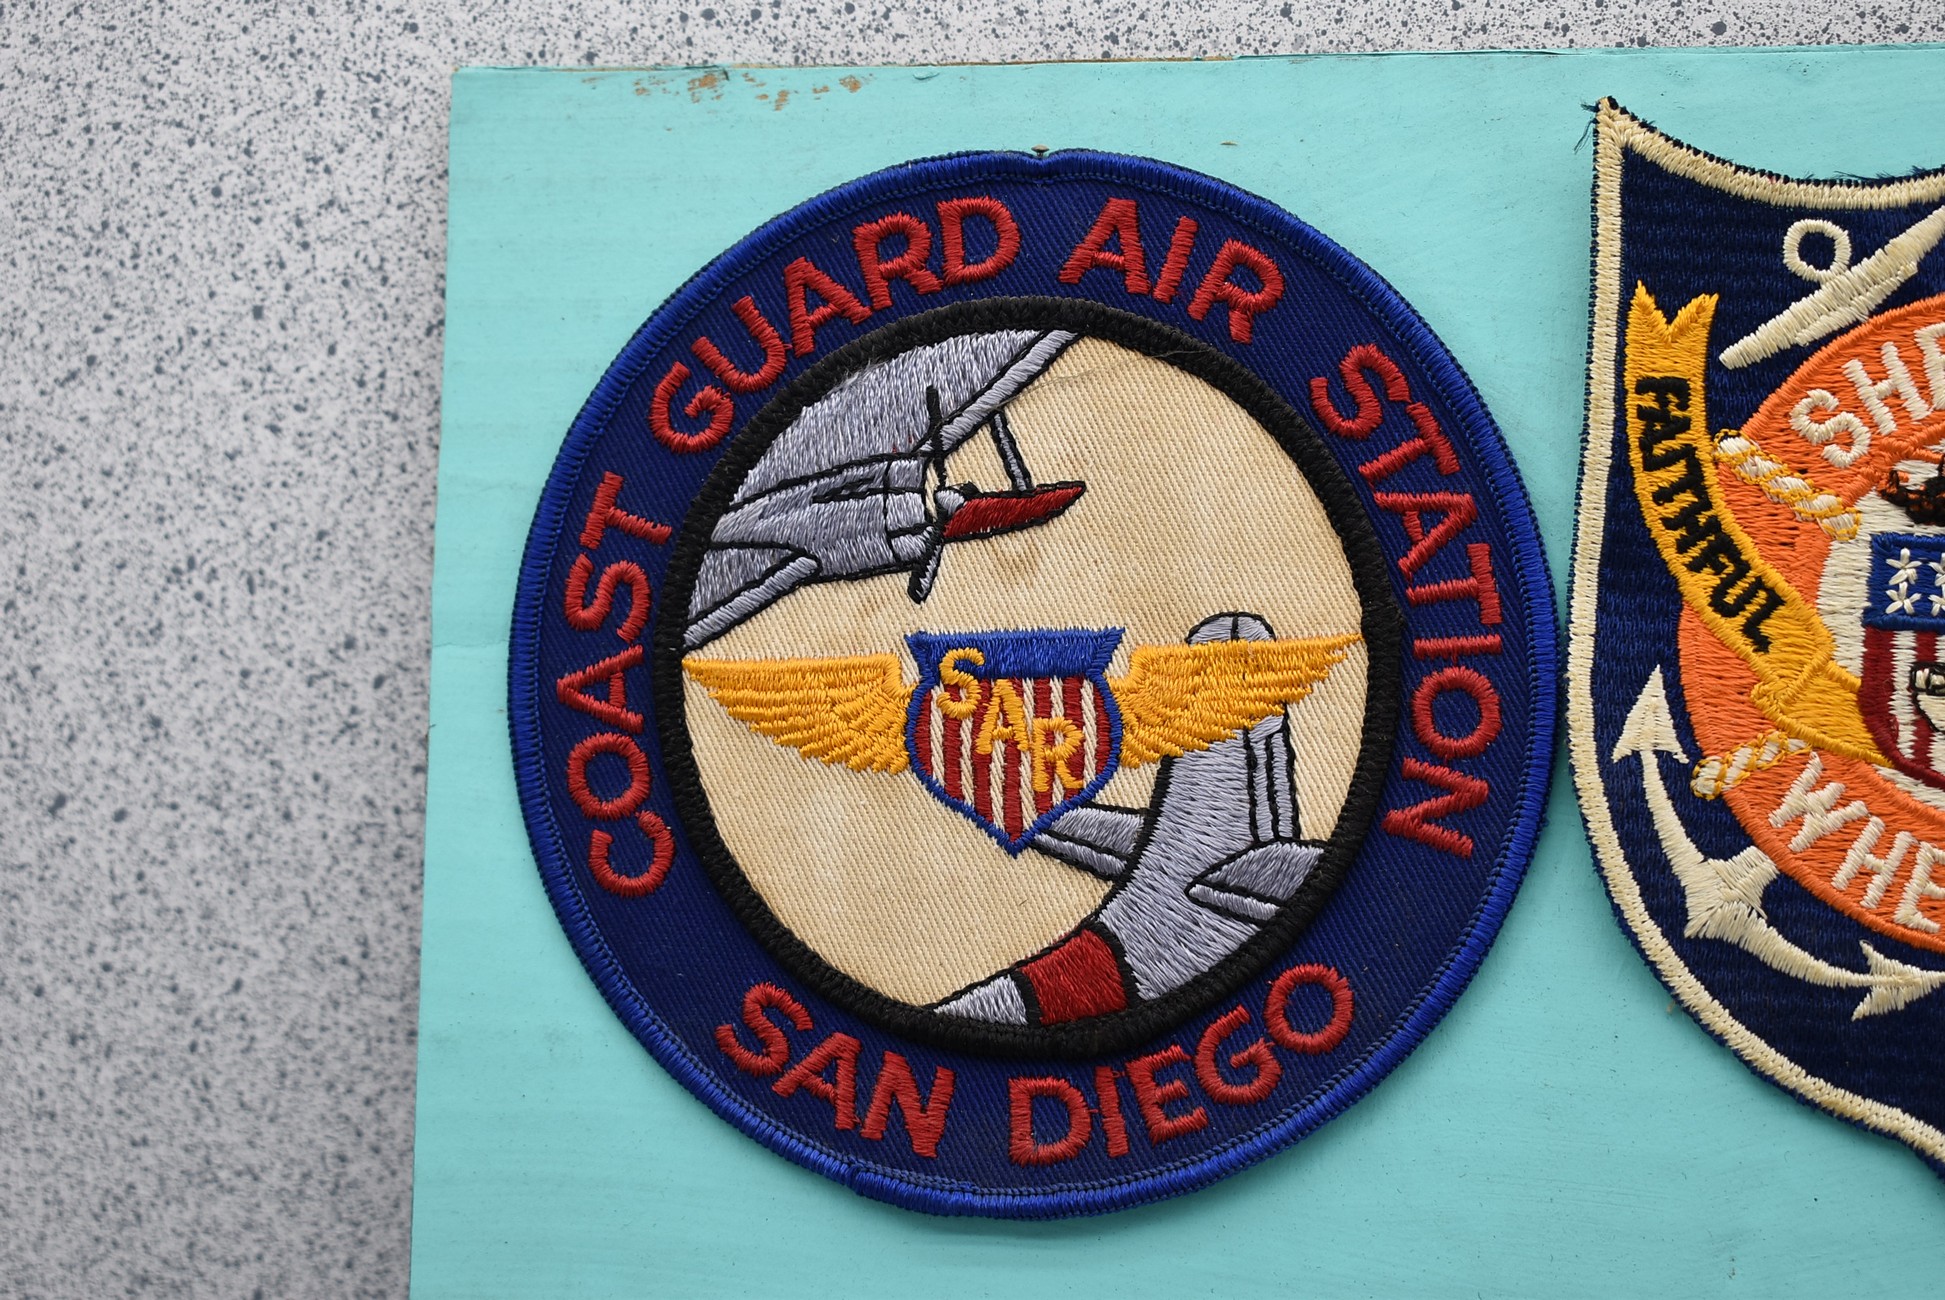 COAST GUARD AIR STATION
SAR
SAN DIEGO
FAITHFUL